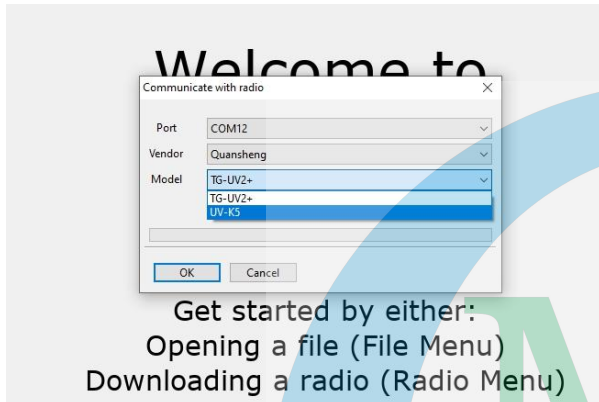 Welcome to
Communicate with radio
Port COM12
Vendor Quansheng
Model TG-UV2+
TG-UV2+
UV-K5
OK Cancel
Get started by either:
Opening a file (File Menu)
Downloading a radio (Radio Menu)